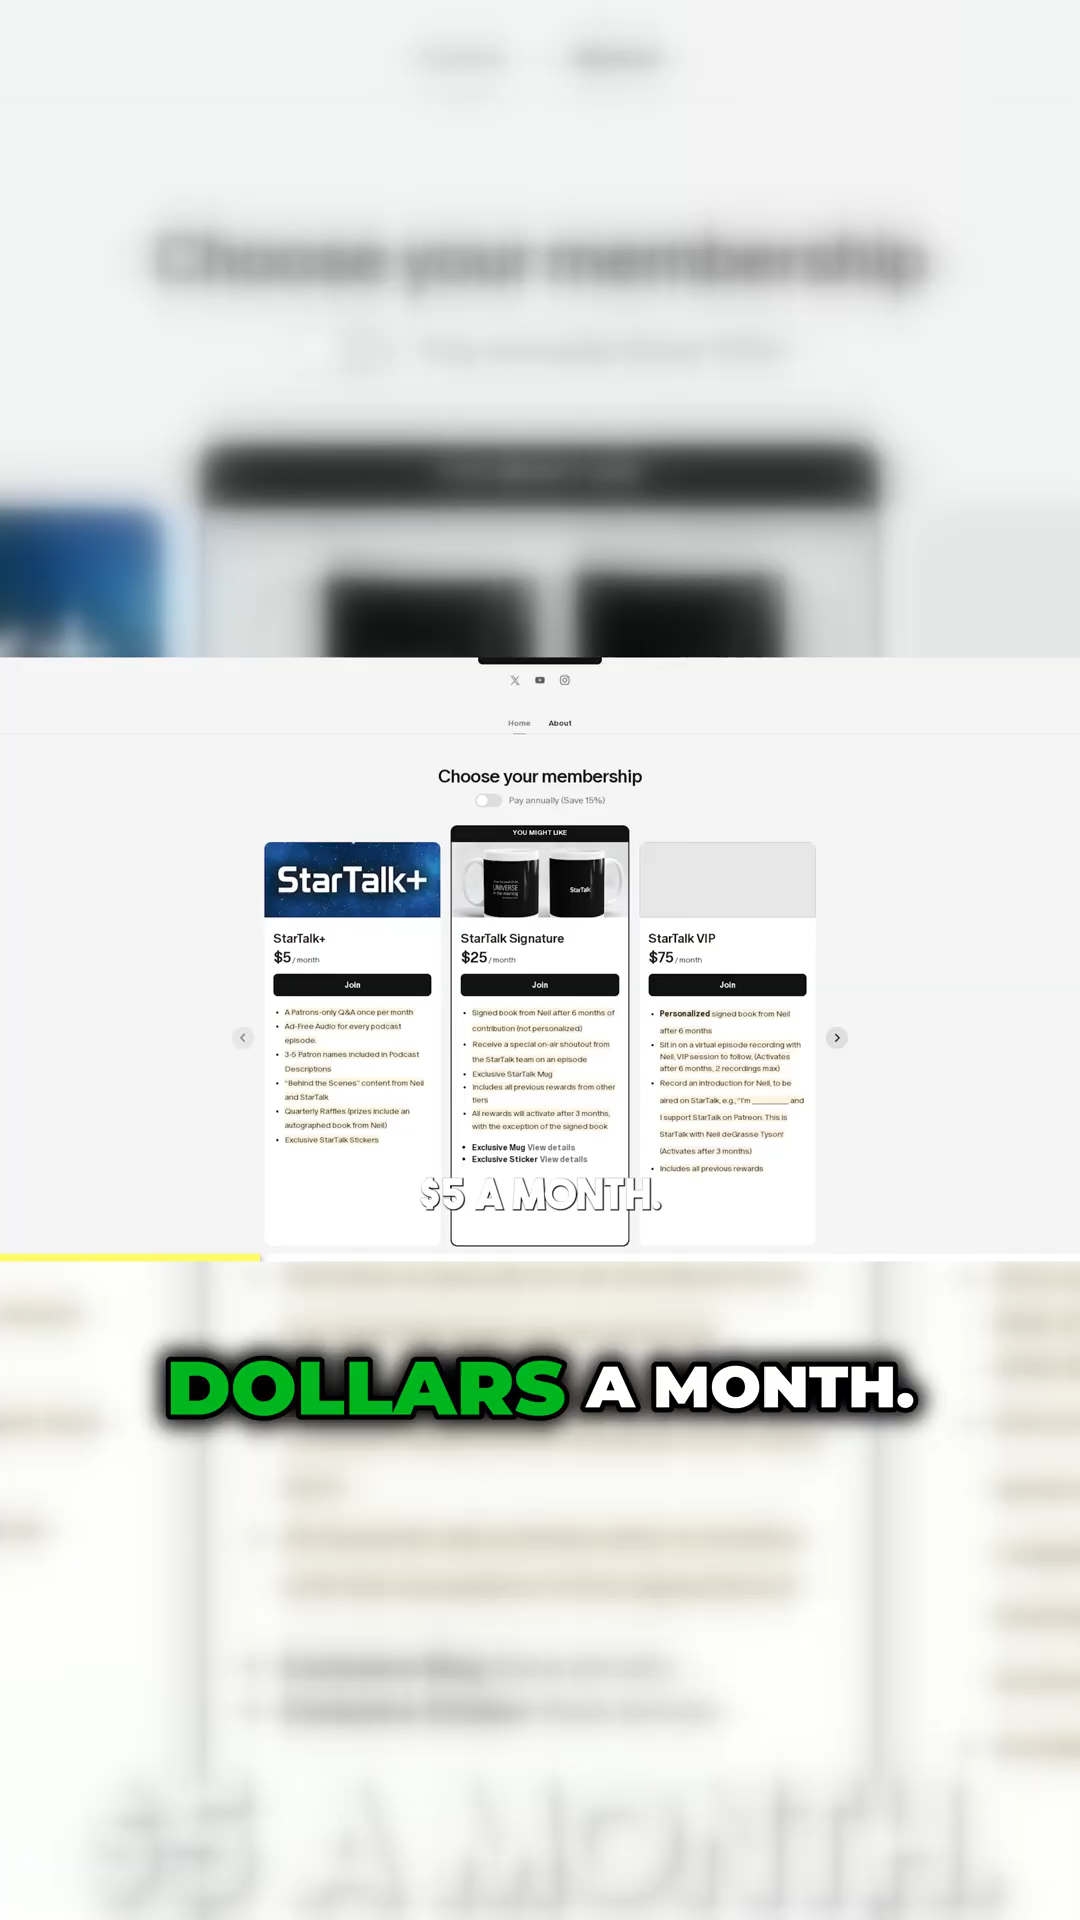 Choose your membership
Home About
Choose your membership
Pay annually (Save 15%)
StarTalk+
StarTalk+
$5 / month
Join
• A Patrons-only Q&A once per month
• Ad-Free Audio for every podcast
episode.
• 3-5 Patron names included in Podcast
Descriptions
• "Behind the Scenes" content from Neil
and StarTalk
• Quarterly Raffles (prizes include an
autographed book from Neil)
• Exclusive StarTalk Stickers
YOU MIGHT LIKE
UNIVERSE
StarTalk
StarTalk Signature
$25 / month
Join
• Signed book from Neil after 6 months of
contribution (not personalized)
• Receive a special on-air shoutout from
the StarTalk team on an episode
• Exclusive StarTalk Mug
• Includes all previous rewards from other
tiers
• All rewards will activate after 3 months,
with the exception of the signed book
• Exclusive Mug View details
• Exclusive Sticker View details
StarTalk VIP
$75 / month
Join
• Personalized signed book from Neil
after 6 months
• Sit in on a virtual episode recording with
Neil, VIP session to follow, (Activates
after 6 months, 2 recordings max)
• Record an introduction for Neil, to be
aired on StarTalk, e.g., "I'm ________ and
I support StarTalk on Patreon. This is
StarTalk with Neil deGrasse Tyson!
(Activates after 3 months)
• Includes all previous rewards
$5 A MONTH.
DOLLARS A MONTH.
$5 A MONTH.